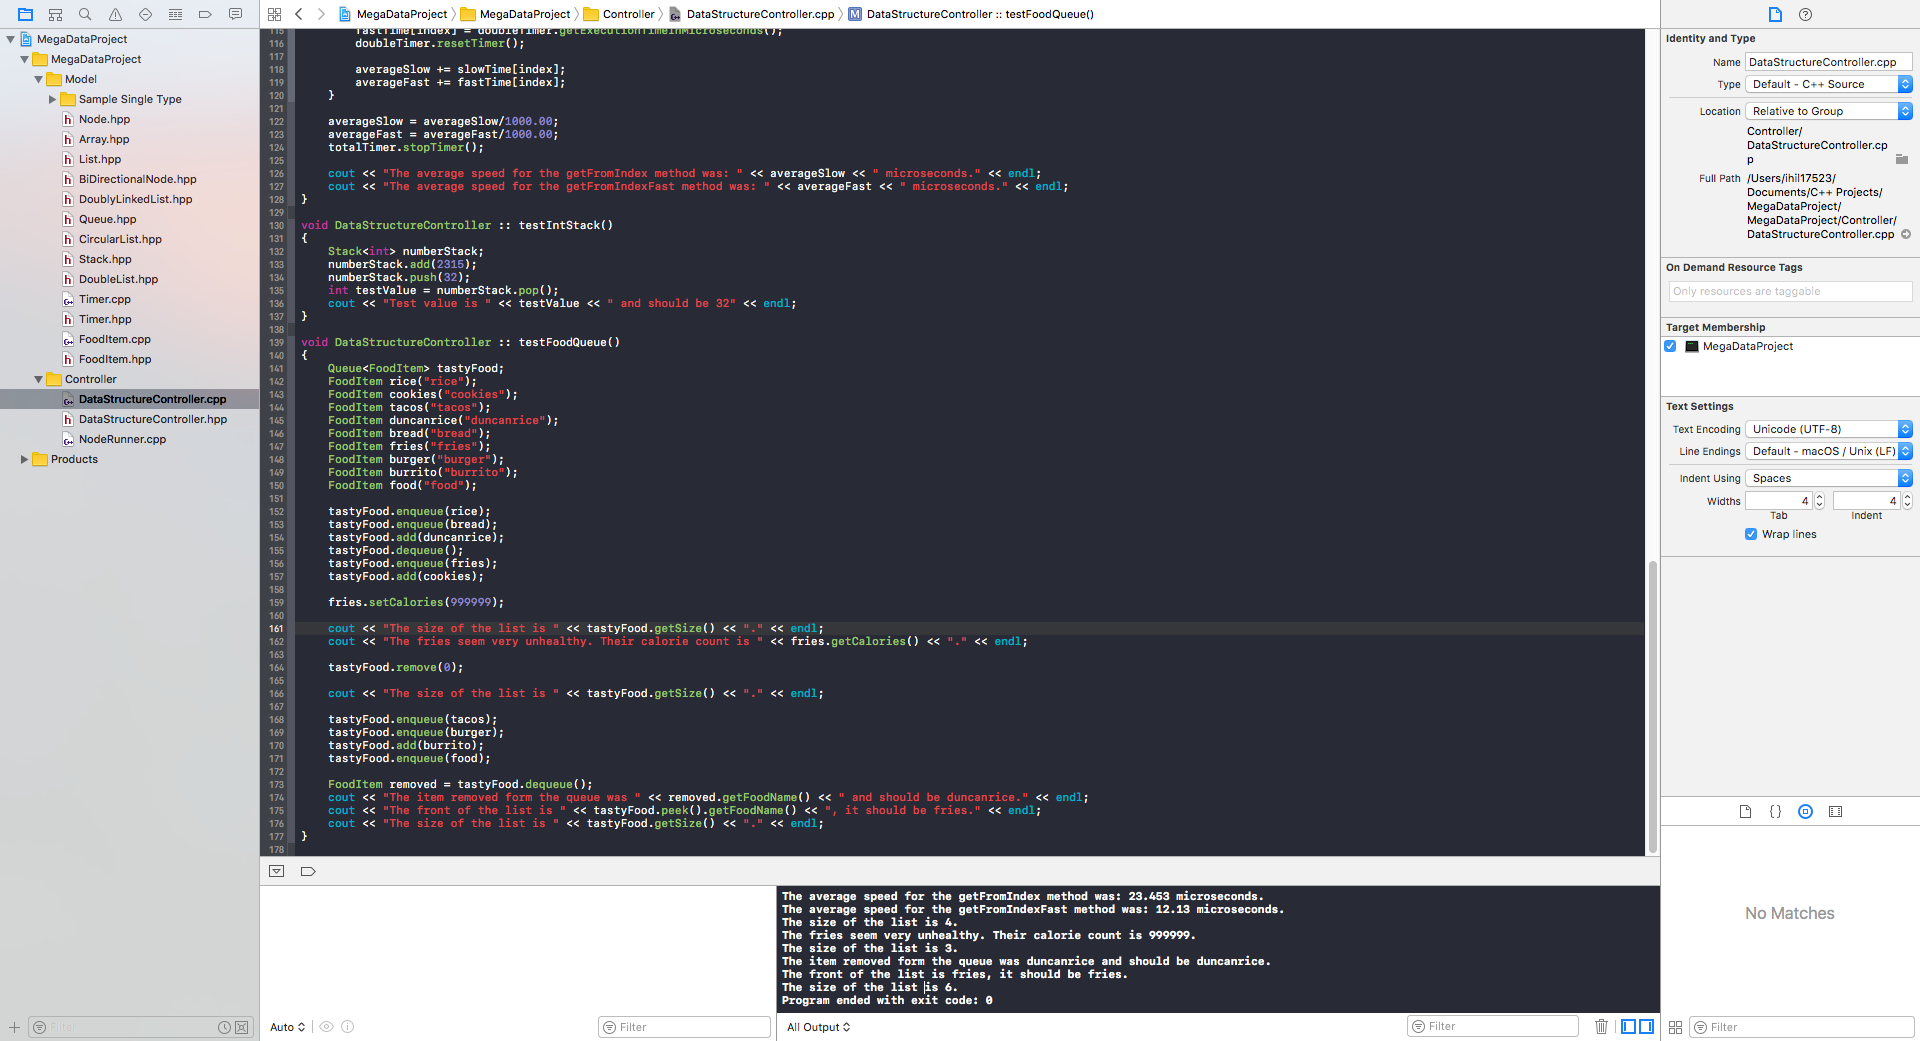 MegaDataProject
MegaDataProject
Controller
DataStructureController.cpp
DataStructureController :: testFoodQueue()
MegaDataProject
MegaDataProject
Model
Sample Single Type
Node.hpp
Array.hpp
List.hpp
BiDirectionalNode.hpp
DoublyLinkedList.hpp
Queue.hpp
CircularList.hpp
Stack.hpp
DoubleList.hpp
Timer.cpp
Timer.hpp
FoodItem.cpp
FoodItem.hpp
Controller
DataStructureController.cpp
DataStructureController.hpp
NodeRunner.cpp
Products
Filter
115 fastTime[index] = doubleTimer.getExecutionTimeInMicroseconds();
116 doubleTimer.resetTimer();
117
118 averageSlow += slowTime[index];
119 averageFast += fastTime[index];
120 }
121
122 averageSlow = averageSlow/1000.00;
123 averageFast = averageFast/1000.00;
124 totalTimer.stopTimer();
125
126 cout << "The average speed for the getFromIndex method was: " << averageSlow << " microseconds." << endl;
127 cout << "The average speed for the getFromIndexFast method was: " << averageFast << " microseconds." << endl;
128 }
129
130 void DataStructureController :: testIntStack()
131 {
132 Stack<int> numberStack;
133 numberStack.add(2315);
134 numberStack.push(32);
135 int testValue = numberStack.pop();
136 cout << "Test value is " << testValue << " and should be 32" << endl;
137 }
138
139 void DataStructureController :: testFoodQueue()
140 {
141 Queue<FoodItem> tastyFood;
142 FoodItem rice("rice");
143 FoodItem cookies("cookies");
144 FoodItem tacos("tacos");
145 FoodItem duncanrice("duncanrice");
146 FoodItem bread("bread");
147 FoodItem fries("fries");
148 FoodItem burger("burger");
149 FoodItem burrito("burrito");
150 FoodItem food("food");
151
152 tastyFood.enqueue(rice);
153 tastyFood.enqueue(bread);
154 tastyFood.add(duncanrice);
155 tastyFood.dequeue();
156 tastyFood.enqueue(fries);
157 tastyFood.add(cookies);
158
159 fries.setCalories(999999);
160
161 cout << "The size of the list is " << tastyFood.getSize() << "." << endl;
162 cout << "The fries seem very unhealthy. Their calorie count is " << fries.getCalories() << "." << endl;
163
164 tastyFood.remove(0);
165
166 cout << "The size of the list is " << tastyFood.getSize() << "." << endl;
167
168 tastyFood.enqueue(tacos);
169 tastyFood.enqueue(burger);
170 tastyFood.add(burrito);
171 tastyFood.enqueue(food);
172
173 FoodItem removed = tastyFood.dequeue();
174 cout << "The item removed form the queue was " << removed.getFoodName() << " and should be duncanrice." << endl;
175 cout << "The front of the list is " << tastyFood.peek().getFoodName() << ", it should be fries." << endl;
176 cout << "The size of the list is " << tastyFood.getSize() << "." << endl;
177 }
178
Auto
Filter
The average speed for the getFromIndex method was: 23.453 microseconds.
The average speed for the getFromIndexFast method was: 12.13 microseconds.
The size of the list is 4.
The fries seem very unhealthy. Their calorie count is 999999.
The size of the list is 3.
The item removed form the queue was duncanrice and should be duncanrice.
The front of the list is fries, it should be fries.
The size of the list is 6.
Program ended with exit code: 0
All Output
Filter
Identity and Type
Name DataStructureController.cpp
Type Default - C++ Source
Location Relative to Group
Controller/
DataStructureController.cp
p
Full Path /Users/ihil17523/
Documents/C++ Projects/
MegaDataProject/
MegaDataProject/Controller/
DataStructureController.cpp
On Demand Resource Tags
Only resources are taggable
Target Membership
MegaDataProject
Text Settings
Text Encoding Unicode (UTF-8)
Line Endings Default - macOS / Unix (LF)
Indent Using Spaces
Widths 4 4
Tab Indent
Wrap lines
{}
No Matches
Filter